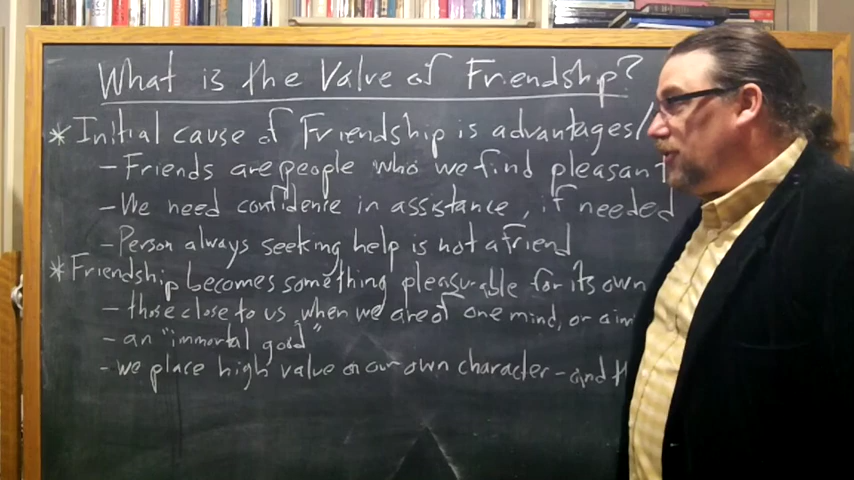 What is the Value of Friendship?
* Initial cause of Friendship is advantages/
- Friends are people who we find pleasant
- We need confidence in assistance, if needed
- Person always seeking help is not a friend
* Friendship becomes something pleasurable for its own
- those close to us, when we are of one mind, or aim
- an "immortal good"
- we place high value on our own character - and th